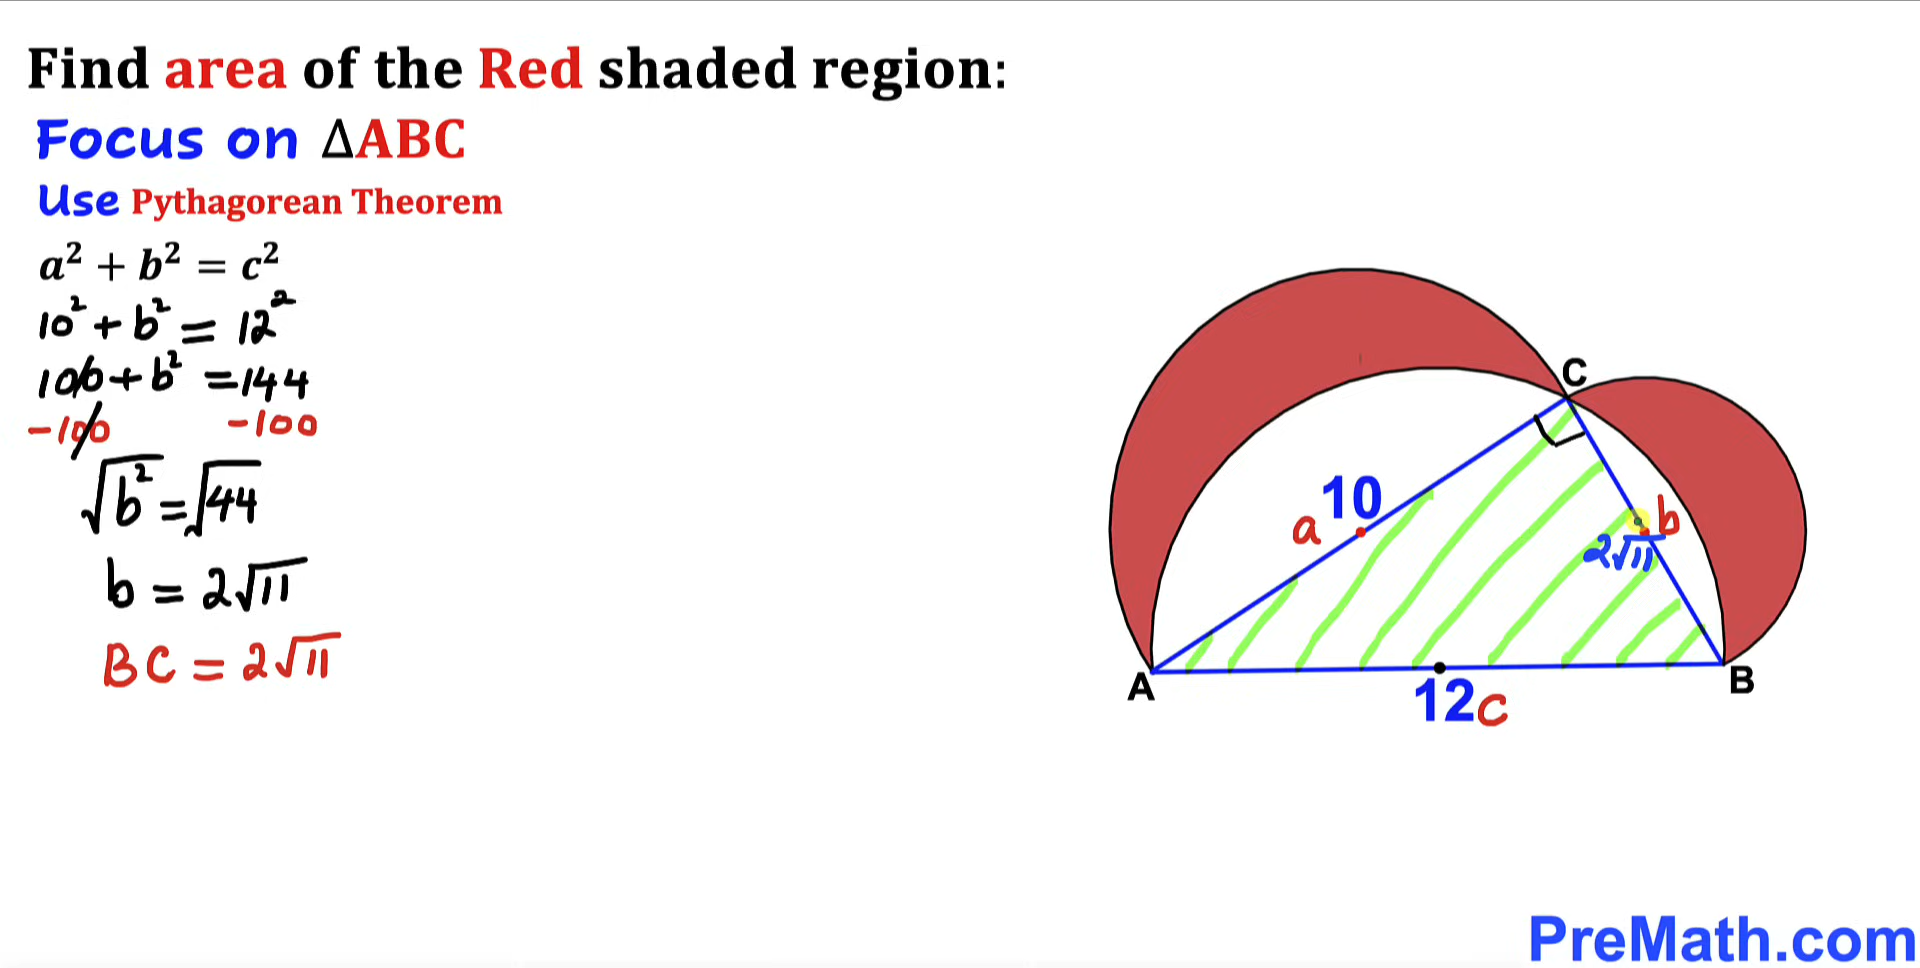 Find area of the Red shaded region:
Focus on ΔABC
Use Pythagorean Theorem
a² + b² = c²
10² + b² = 12²
100 + b² = 144
-100 -100
√b² = √44
b = 2√11
BC = 2√11
C
10
a
b
2√11
A
B
12c
PreMath.com